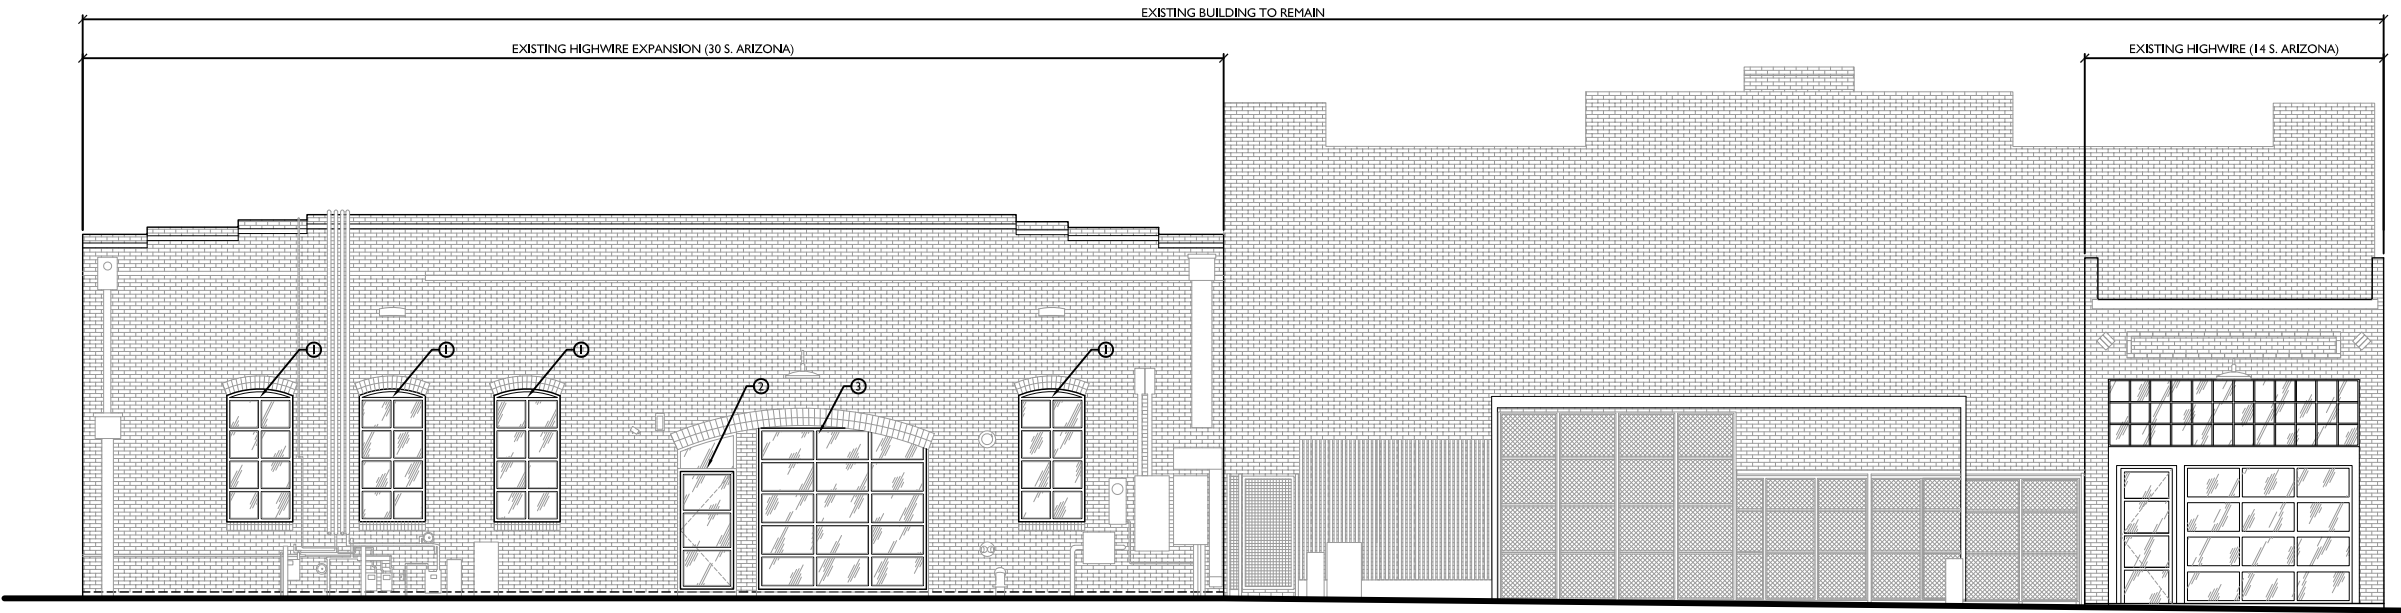 EXISTING BUILDING TO REMAIN
EXISTING HIGHWIRE EXPANSION (30 S. ARIZONA)
EXISTING HIGHWIRE (14 S. ARIZONA)
1
1
1
1
2
3